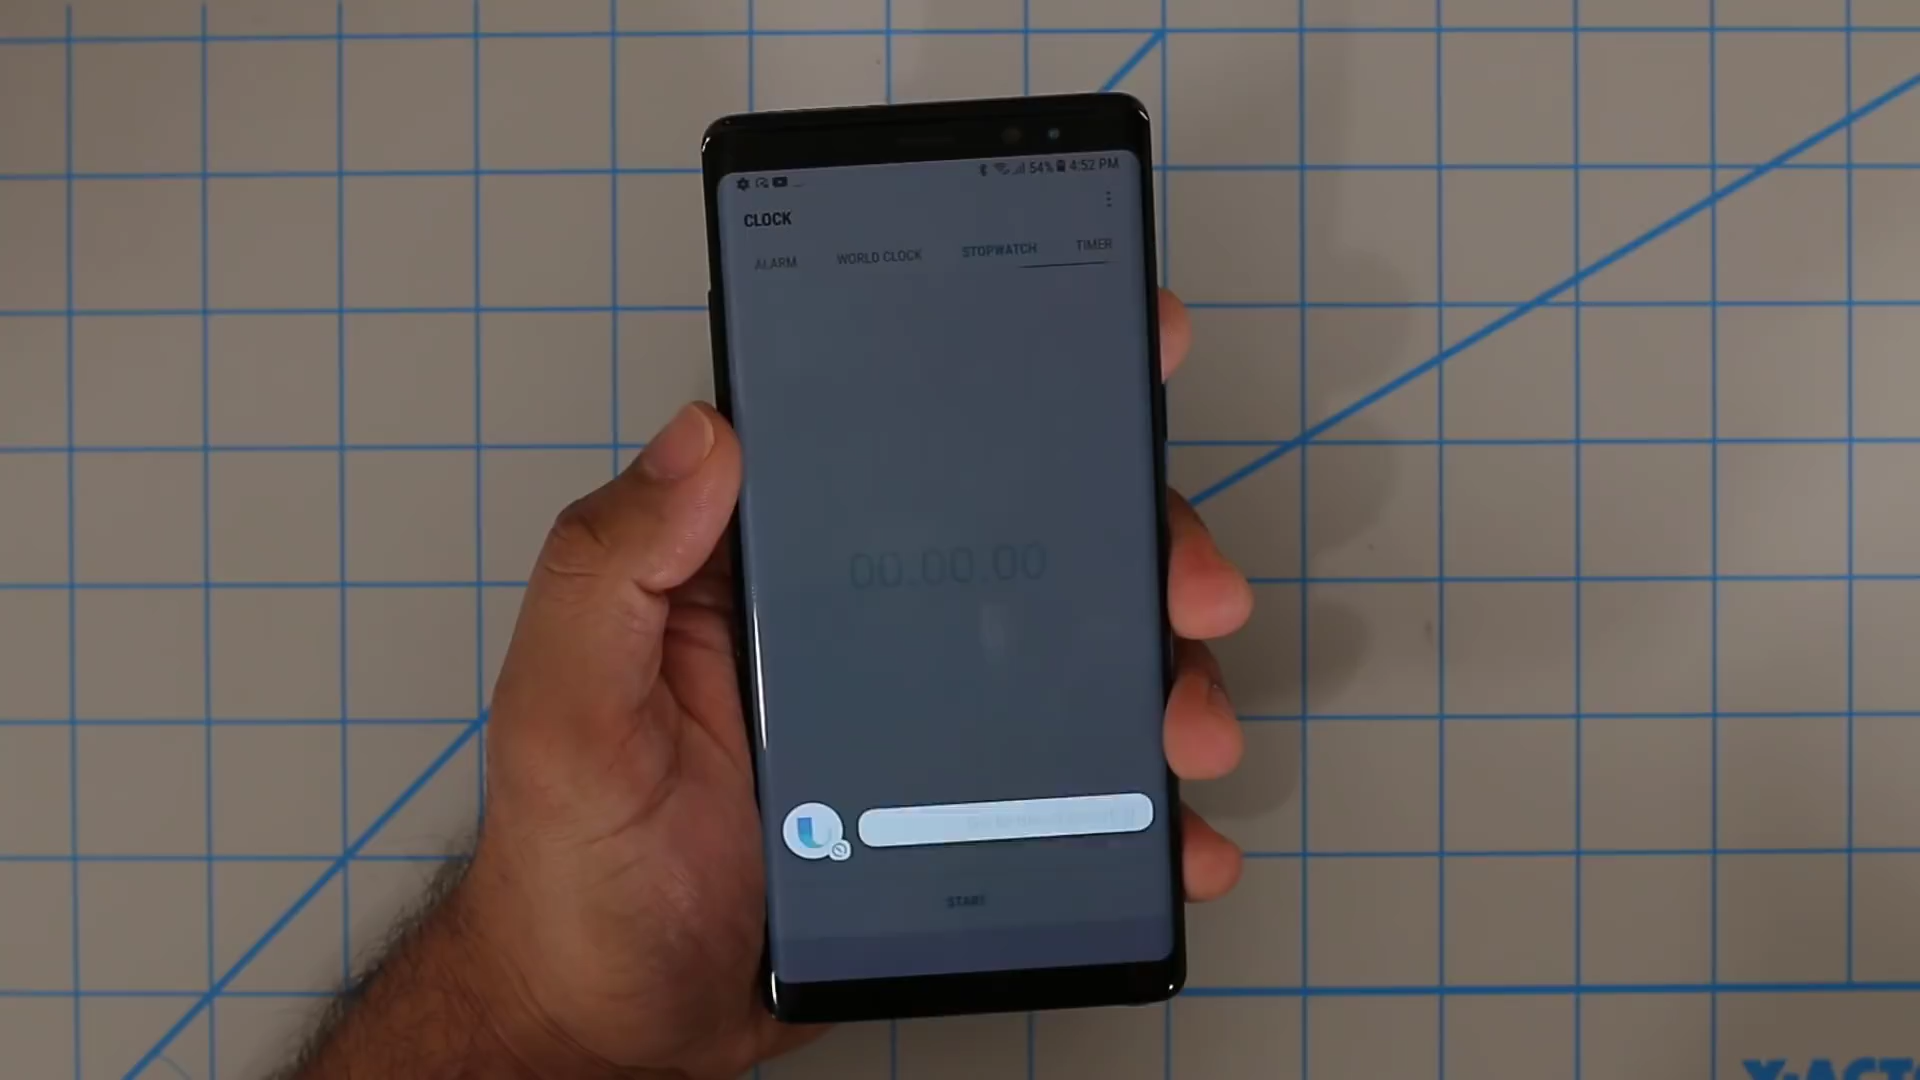 54% 4:52 PM
CLOCK
ALARM WORLD CLOCK STOPWATCH TIMER
00.00.00
START